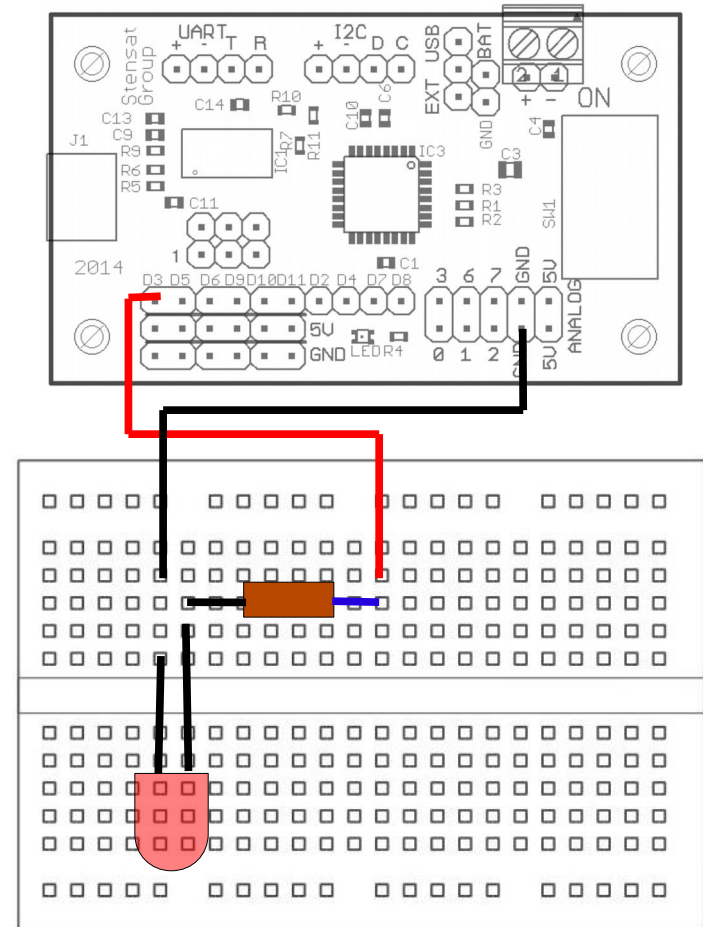 UART
+ - T R
I2C
+ - D C
EXT USB
BAT
GND
2 1
+ -
ON
Stensat
Group
C14
R10
R11
R7
IC1
C10
C6
IC3
C13
C9
R9
R6
R5
C11
J1
C4
C3
R3
R1
R2
SW1
1
2014
C1
D3 D5 D6 D9 D10 D11 D2 D4 D7 D8
5V
GND
LED R4
3 6 7 GND 5V
0 1 2 GND 5V
ANALOG